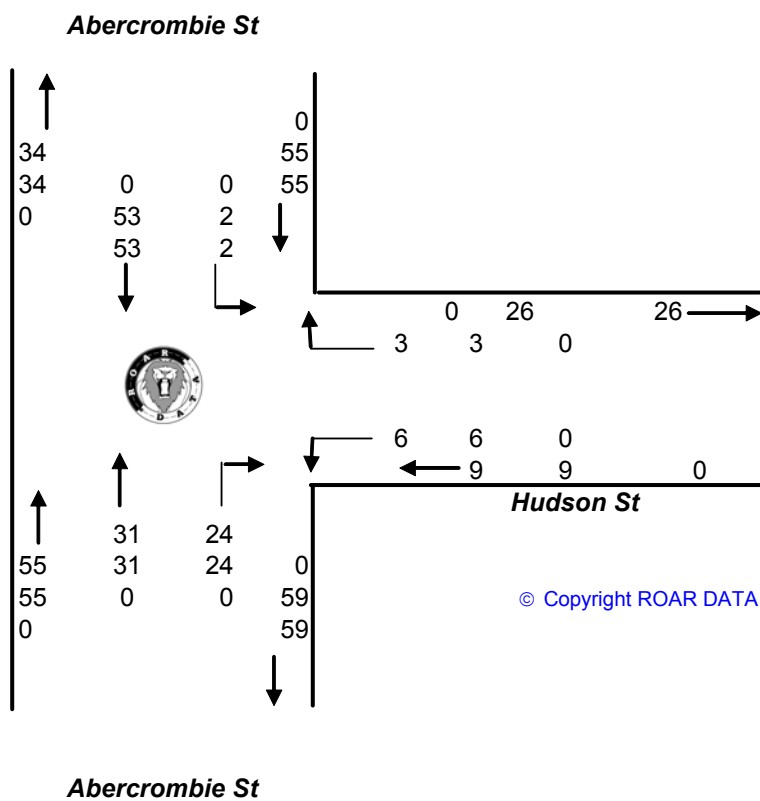 Abercrombie St
0
34 55
34 0 0 55
0 53 2
53 2
0 26 26
3 3 0
ROAR DATA
6 6 0
9 9 0
Hudson St
31 24
55 31 24 0
55 0 0 59
0 59
© Copyright ROAR DATA
Abercrombie St